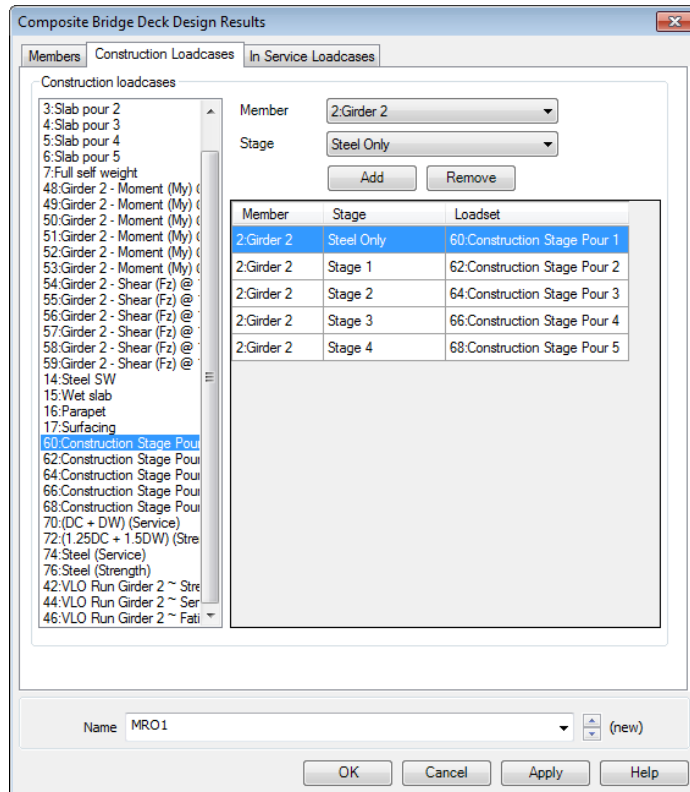 Composite Bridge Deck Design Results
Members Construction Loadcases In Service Loadcases
Construction loadcases
3:Slab pour 2
4:Slab pour 3
5:Slab pour 4
6:Slab pour 5
7:Full self weight
48:Girder 2 - Moment (My) (
49:Girder 2 - Moment (My) (
50:Girder 2 - Moment (My) (
51:Girder 2 - Moment (My) (
52:Girder 2 - Moment (My) (
53:Girder 2 - Moment (My) (
54:Girder 2 - Shear (Fz) @
55:Girder 2 - Shear (Fz) @
56:Girder 2 - Shear (Fz) @
57:Girder 2 - Shear (Fz) @
58:Girder 2 - Shear (Fz) @
59:Girder 2 - Shear (Fz) @
14:Steel SW
15:Wet slab
16:Parapet
17:Surfacing
60:Construction Stage Pour
62:Construction Stage Pour
64:Construction Stage Pour
66:Construction Stage Pour
68:Construction Stage Pour
70:(DC + DW) (Service)
72:(1.25DC + 1.5DW) (Stre
74:Steel (Service)
76:Steel (Strength)
42:VLO Run Girder 2 ~ Stre
44:VLO Run Girder 2 ~ Ser
46:VLO Run Girder 2 ~ Fati
Member 2:Girder 2
Stage Steel Only
Add Remove
Member Stage Loadset
2:Girder 2 Steel Only 60:Construction Stage Pour 1
2:Girder 2 Stage 1 62:Construction Stage Pour 2
2:Girder 2 Stage 2 64:Construction Stage Pour 3
2:Girder 2 Stage 3 66:Construction Stage Pour 4
2:Girder 2 Stage 4 68:Construction Stage Pour 5
Name MRO1 (new)
OK Cancel Apply Help